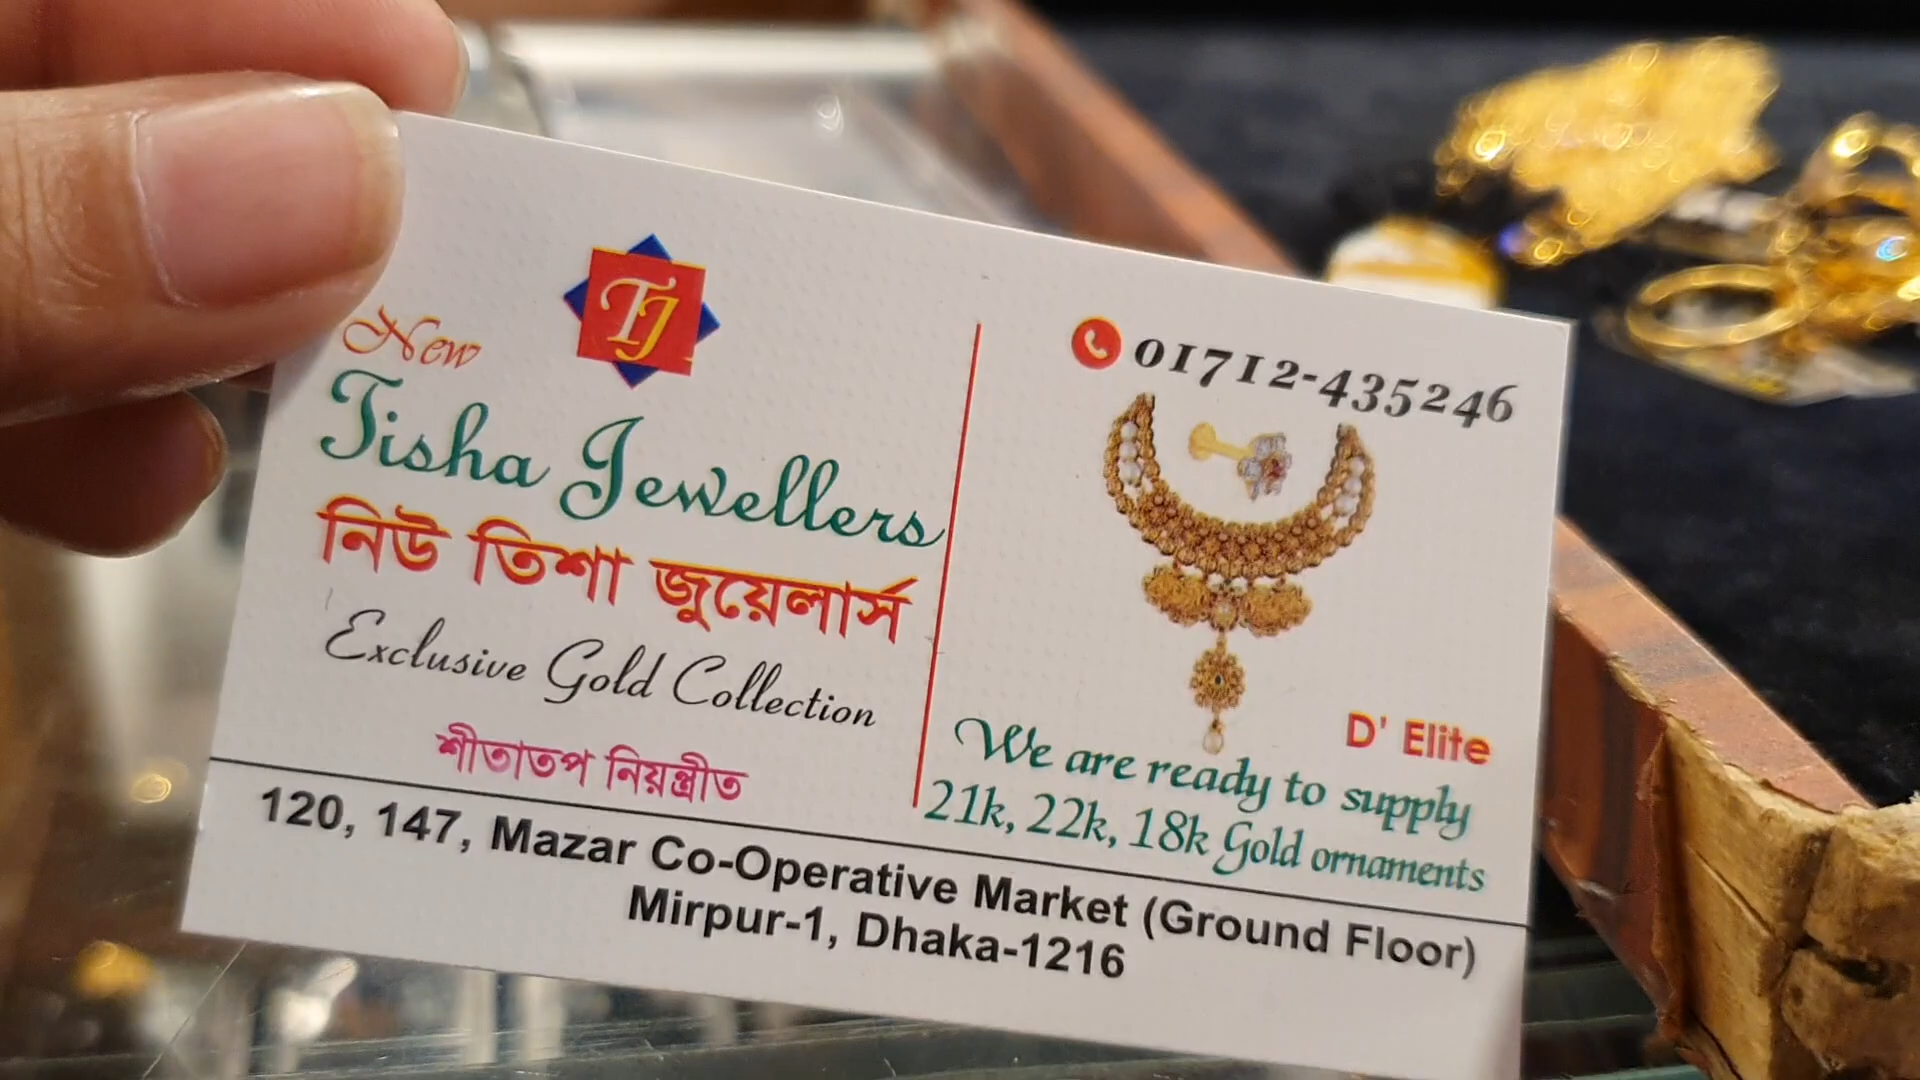 TJ
New
Tisha Jewellers
নিউ তিশা জুয়েলার্স
Exclusive Gold Collection
শীতাতপ নিয়ন্ত্রীত
01712-435246
D' Elite
We are ready to supply
21k, 22k, 18k Gold ornaments
120, 147, Mazar Co-Operative Market (Ground Floor)
Mirpur-1, Dhaka-1216